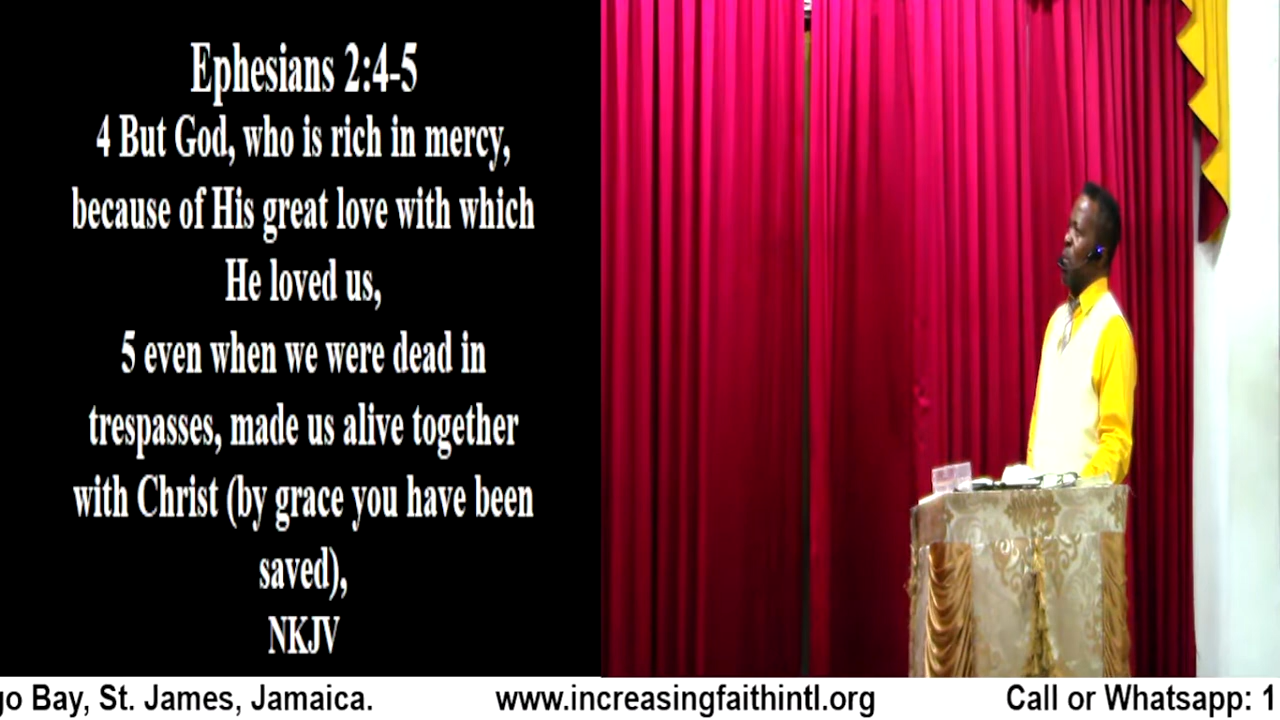 Ephesians 2:4-5
4 But God, who is rich in mercy,
because of His great love with which
He loved us,
5 even when we were dead in
trespasses, made us alive together
with Christ (by grace you have been
saved),
NKJV
go Bay, St. James, Jamaica. www.increasingfaithintl.org Call or Whatsapp: 1